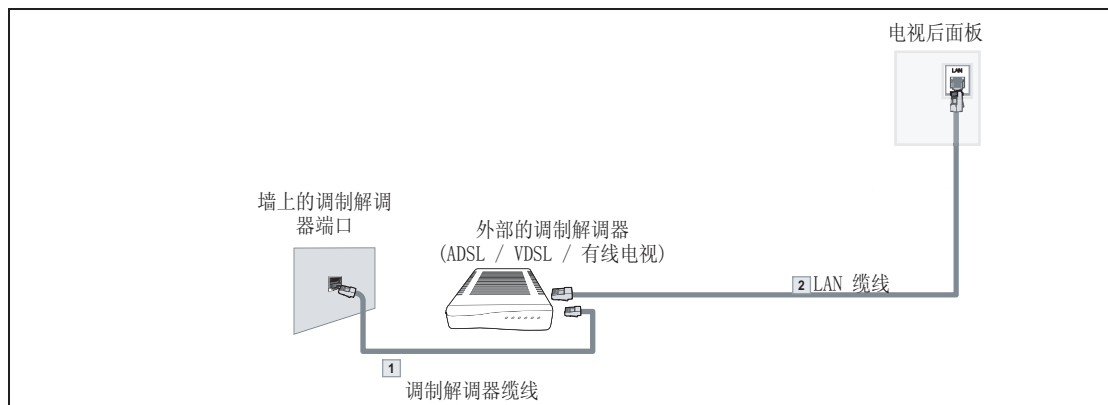 电视后面板
LAN
墙上的调制解调
器端口
外部的调制解调器
(ADSL / VDSL / 有线电视)
2 LAN 缆线
1
调制解调器缆线